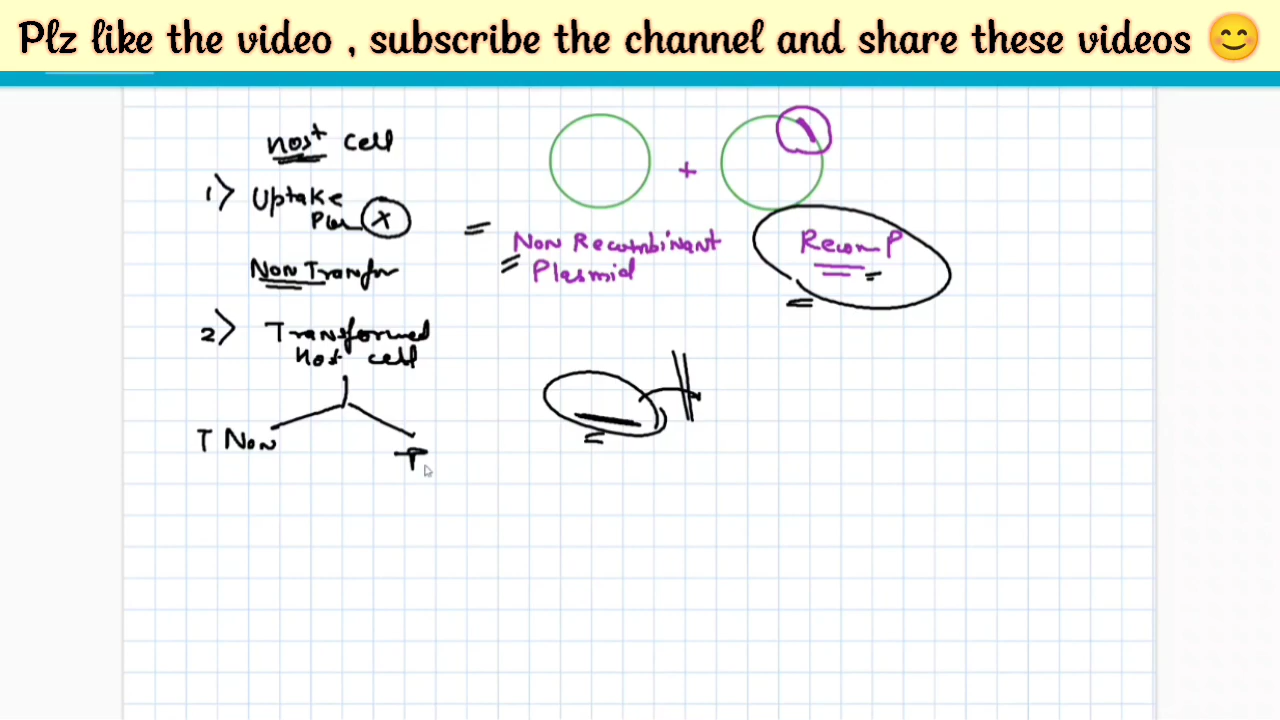 Plz like the video , subscribe the channel and share these videos 😊
Host cell
1) Uptake
Plas X
Non Transfor
2) Transformed
Host cell
T Non
T
+
= Non Recombinant
= Plasmid
Recom P